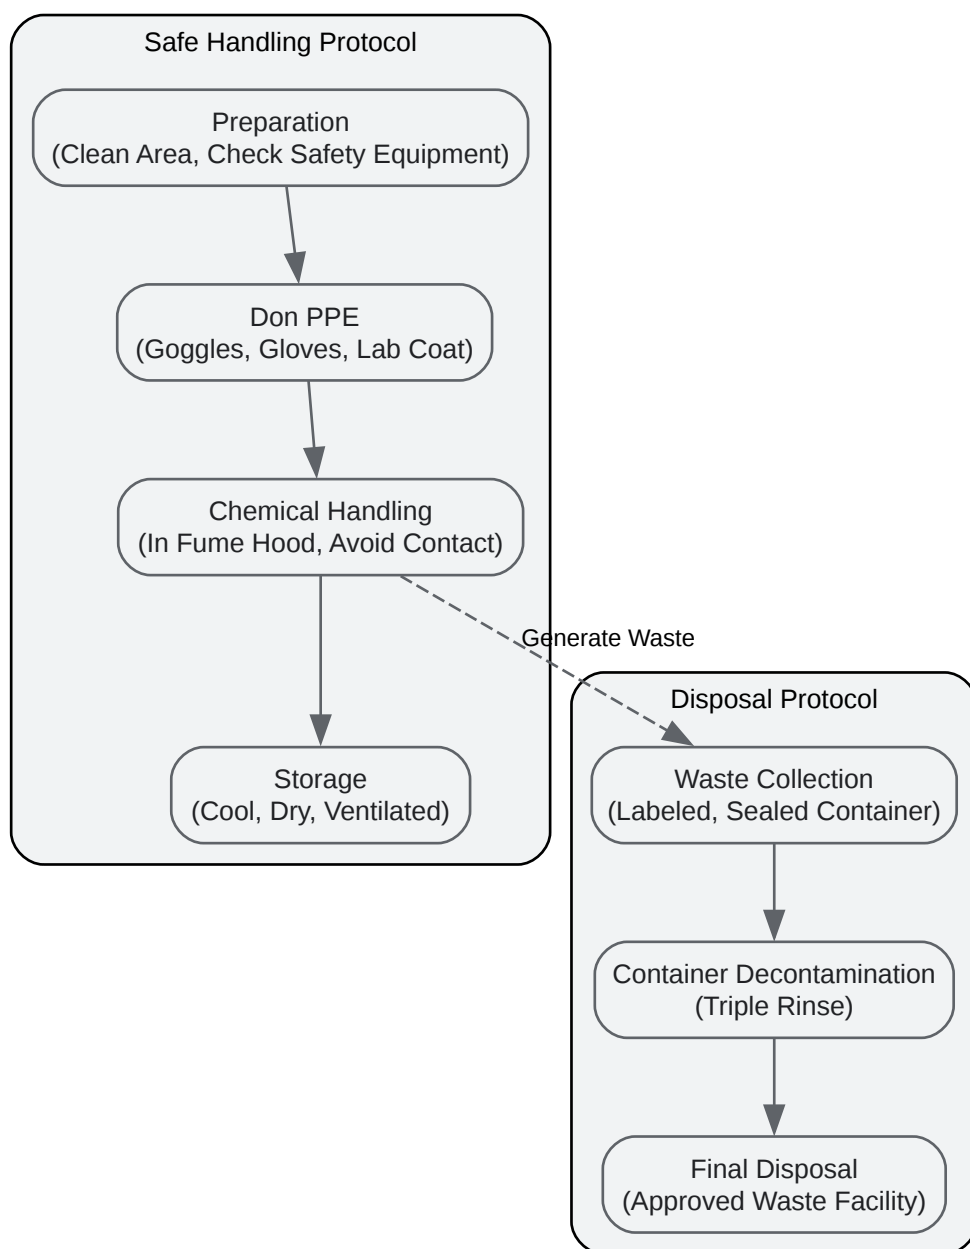 Safe Handling Protocol
Preparation
(Clean Area, Check Safety Equipment)
Don PPE
(Goggles, Gloves, Lab Coat)
Chemical Handling
(In Fume Hood, Avoid Contact)
Generate Waste
Storage
(Cool, Dry, Ventilated)
Disposal Protocol
Waste Collection
(Labeled, Sealed Container)
Container Decontamination
(Triple Rinse)
Final Disposal
(Approved Waste Facility)